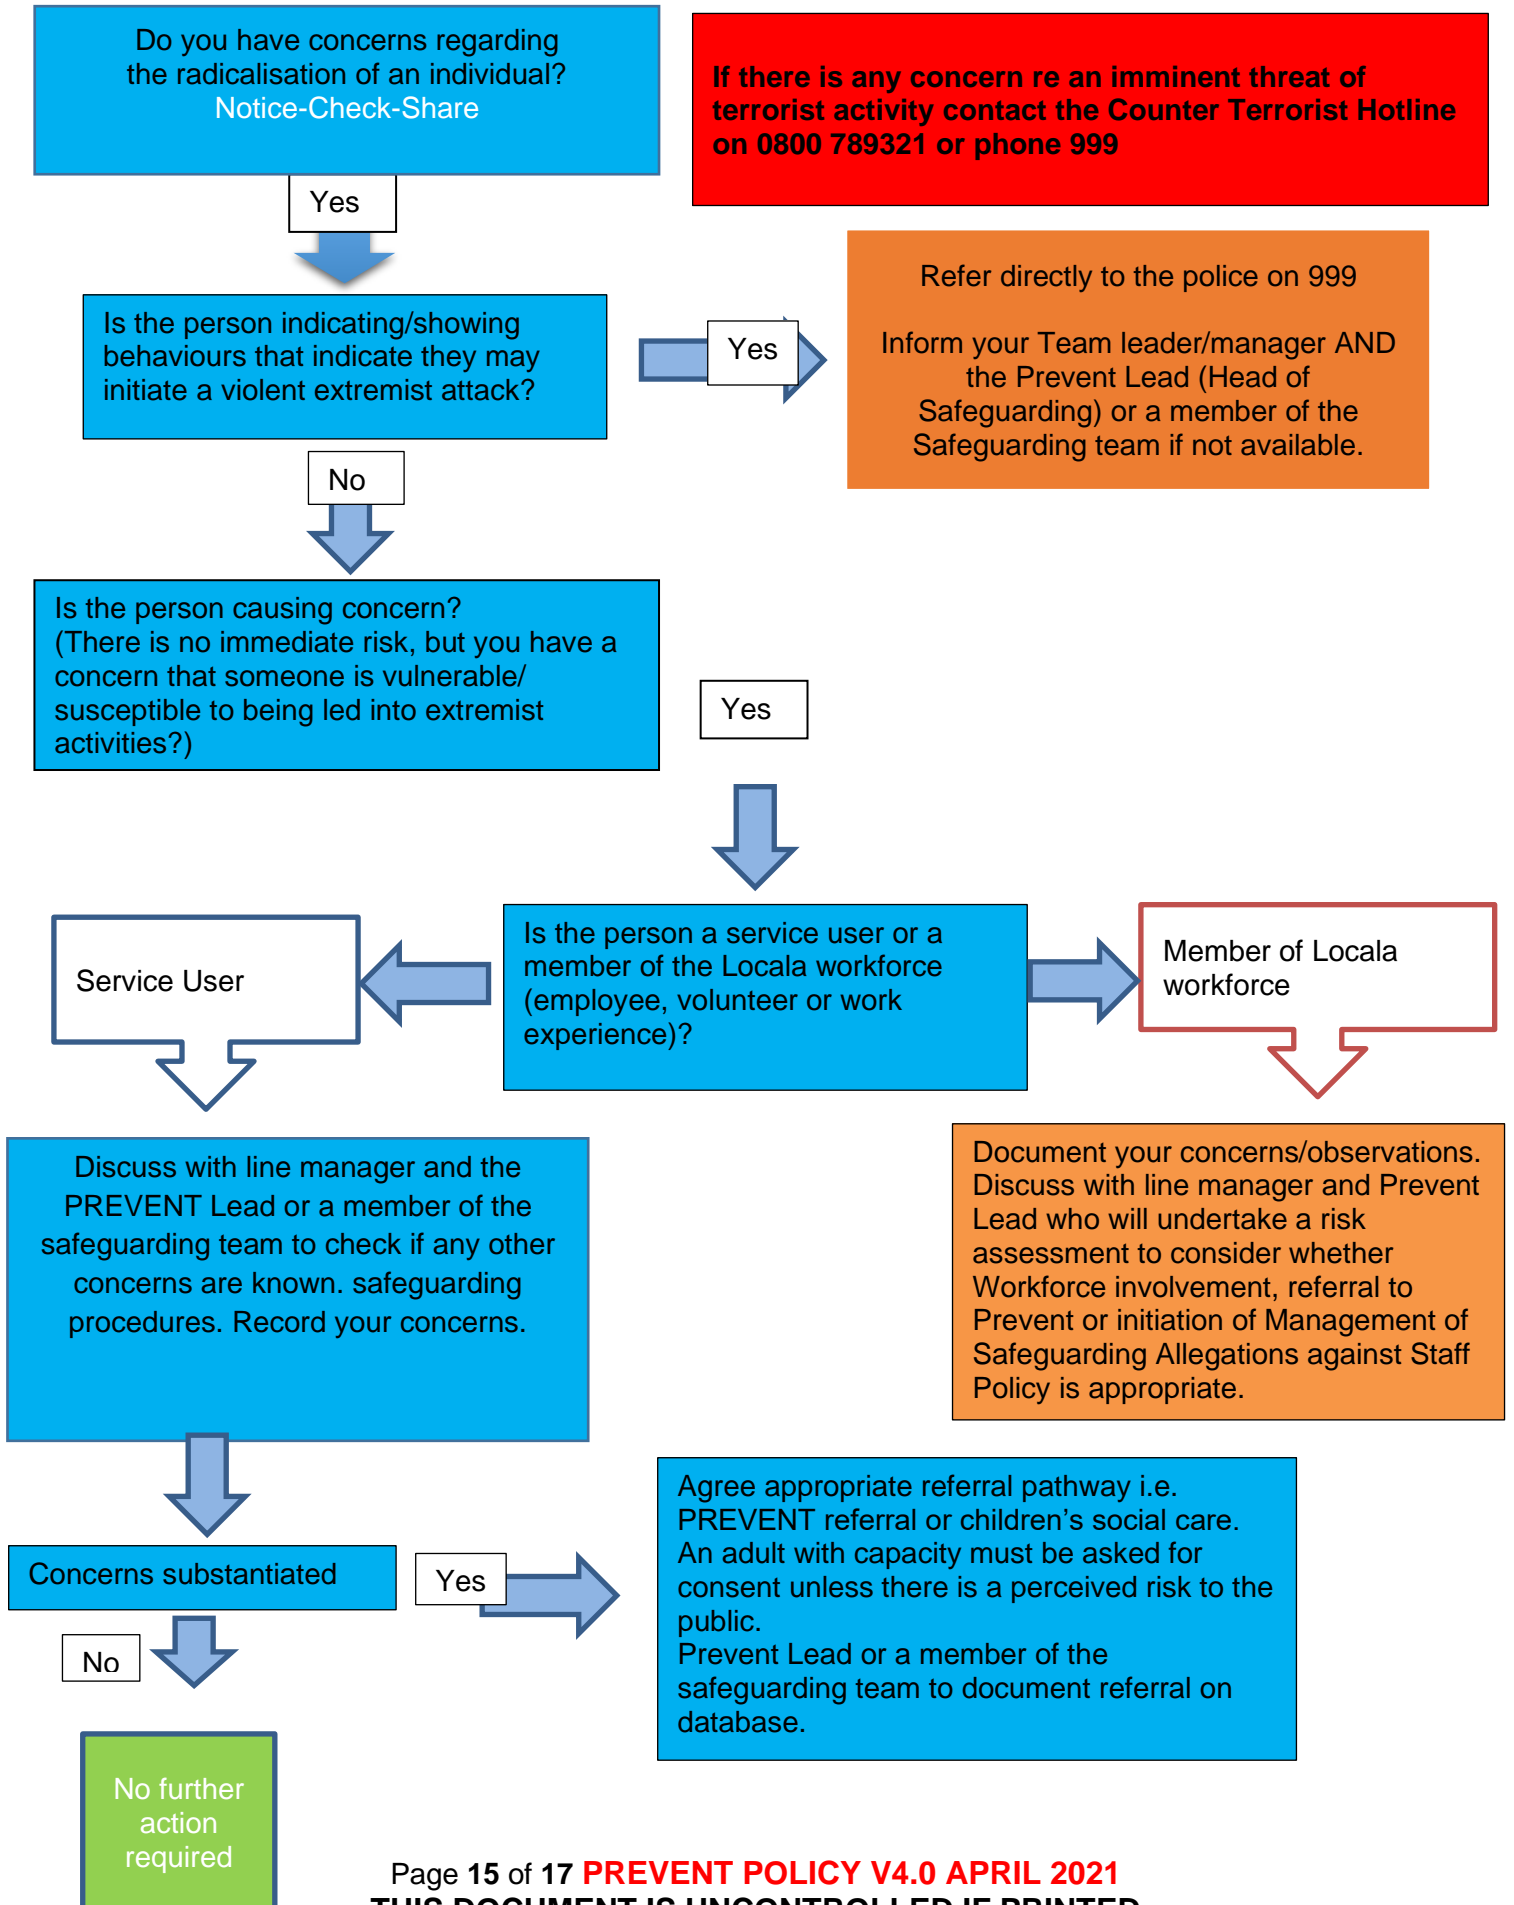 Do you have concerns regarding
the radicalisation of an individual?
Notice-Check-Share
If there is any concern re an imminent threat of
terrorist activity contact the Counter Terrorist Hotline
on 0800 789321 or phone 999
Yes
Is the person indicating/showing
behaviours that indicate they may
initiate a violent extremist attack?
Yes
Refer directly to the police on 999
Inform your Team leader/manager AND
the Prevent Lead (Head of
Safeguarding) or a member of the
Safeguarding team if not available.
No
Is the person causing concern?
(There is no immediate risk, but you have a
concern that someone is vulnerable/
susceptible to being led into extremist
activities?)
Yes
Is the person a service user or a
member of the Locala workforce
(employee, volunteer or work
experience)?
Service User
Member of Locala
workforce
Discuss with line manager and the
PREVENT Lead or a member of the
safeguarding team to check if any other
concerns are known. safeguarding
procedures. Record your concerns.
Document your concerns/observations.
Discuss with line manager and Prevent
Lead who will undertake a risk
assessment to consider whether
Workforce involvement, referral to
Prevent or initiation of Management of
Safeguarding Allegations against Staff
Policy is appropriate.
Concerns substantiated
Yes
Agree appropriate referral pathway i.e.
PREVENT referral or children's social care.
An adult with capacity must be asked for
consent unless there is a perceived risk to the
public.
Prevent Lead or a member of the
safeguarding team to document referral on
database.
No
No further
action
required
Page 15 of 17 PREVENT POLICY V4.0 APRIL 2021
THIS DOCUMENT IS UNCONTROLLED IF PRINTED